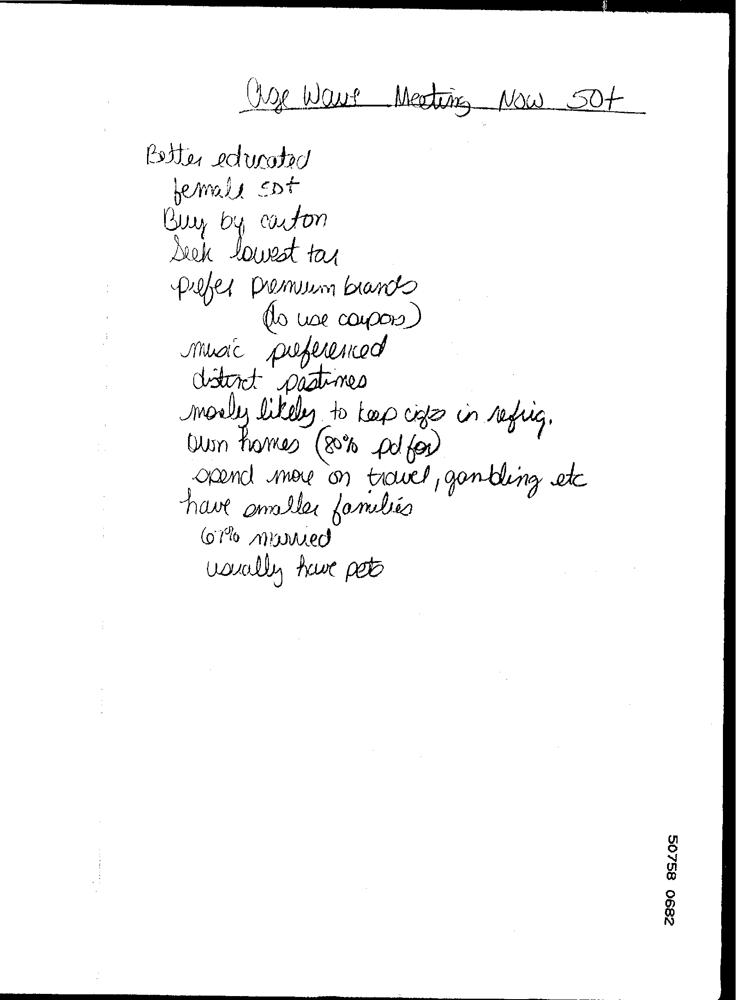 Age Wave Meeting Now 50+
Better educated
female 50+
Buy by carton
Seek lowest tar
prefer premium brands
(do use coupons)
music preferenced
distinct pastimes
likely to keep cigs in refrig.
own homes (80% pd for)
spend more on travel, gambling etc
have smaller families
67% married
usually have pets
50758 0682